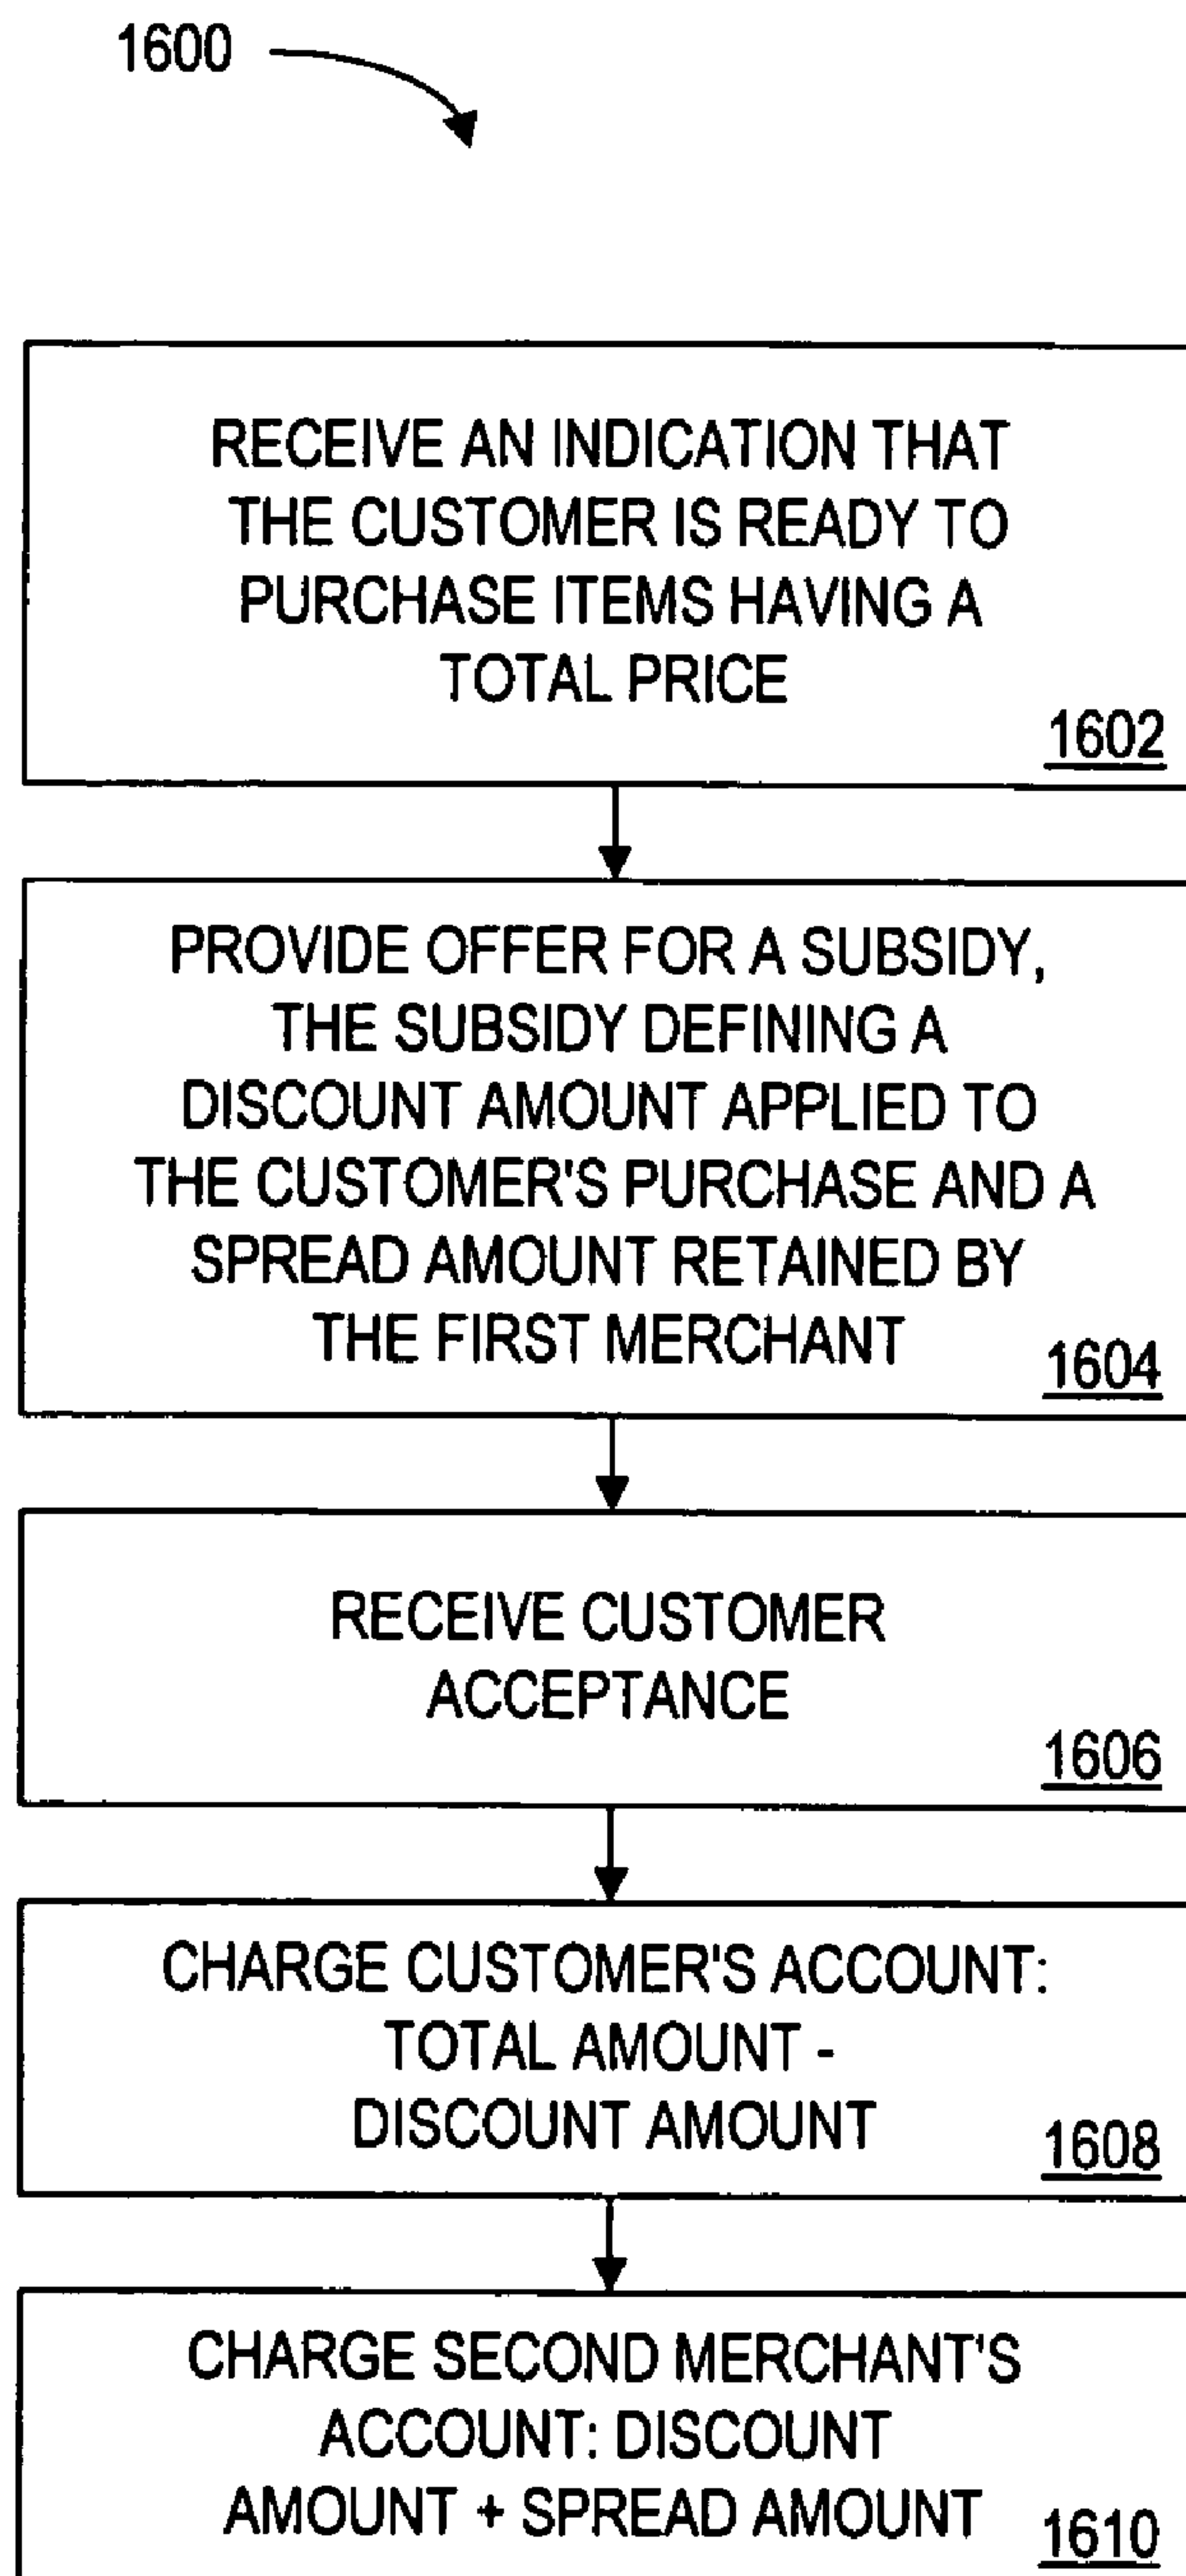 1600
RECEIVE AN INDICATION THAT
THE CUSTOMER IS READY TO
PURCHASE ITEMS HAVING A
TOTAL PRICE
1602
PROVIDE OFFER FOR A SUBSIDY,
THE SUBSIDY DEFINING A
DISCOUNT AMOUNT APPLIED TO
THE CUSTOMER'S PURCHASE AND A
SPREAD AMOUNT RETAINED BY
THE FIRST MERCHANT
1604
RECEIVE CUSTOMER
ACCEPTANCE
1606
CHARGE CUSTOMER'S ACCOUNT:
TOTAL AMOUNT -
DISCOUNT AMOUNT
1608
CHARGE SECOND MERCHANT'S
ACCOUNT: DISCOUNT
AMOUNT + SPREAD AMOUNT
1610